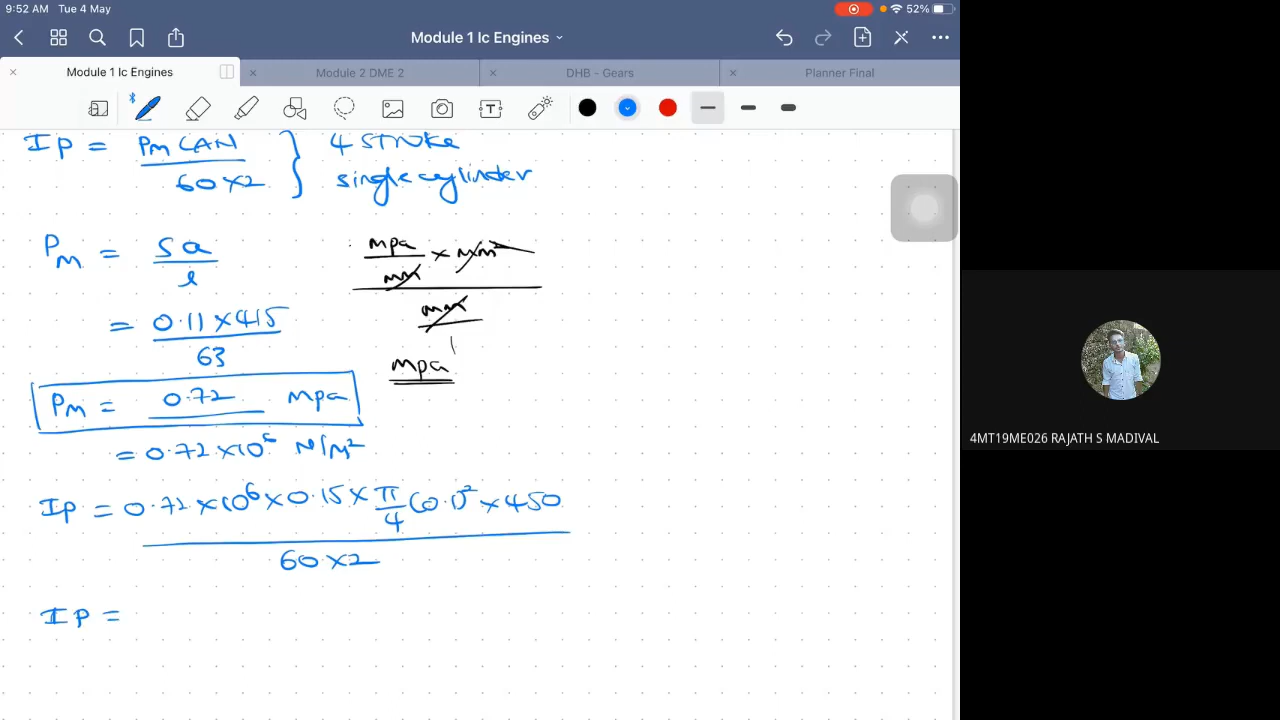 9:52 AM Tue 4 May
52%
Module 1 Ic Engines
Module 1 Ic Engines
Module 2 DME 2
DHB - Gears
Planner Final
T
IP = PM LAN / 60×2 } 4 STROKE single cylinder
PM = Sa / l
mpa / mm × mm² / mm
= 0.11 × 415 / 63
mpa
PM = 0.72 mpa
= 0.72 × 10⁶ N/M²
IP = 0.72 × 10⁶ × 0.15 × π/4 (0.1)² × 450 / 60 × 2
IP =
4MT19ME026 RAJATH S MADIVAL